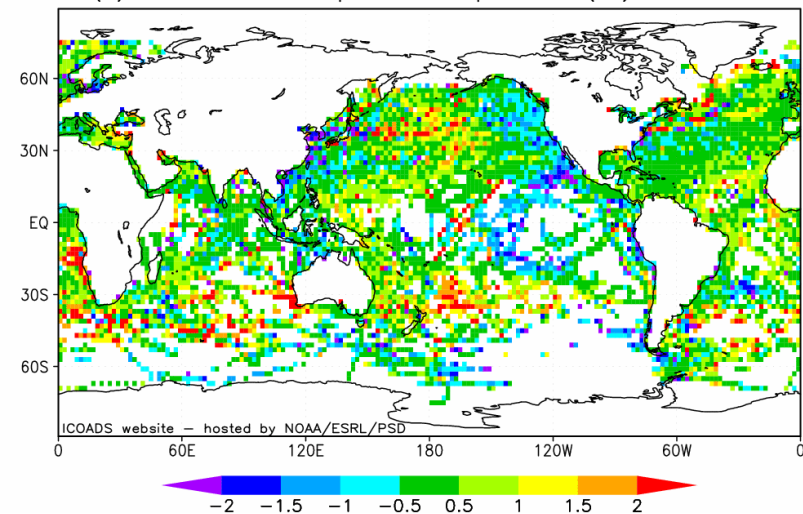 60N
30N
EQ
30S
60S
ICOADS website — hosted by NOAA/ESRL/PSD
0 60E 120E 180 120W 60W 0
-2 -1.5 -1 -0.5 0.5 1 1.5 2